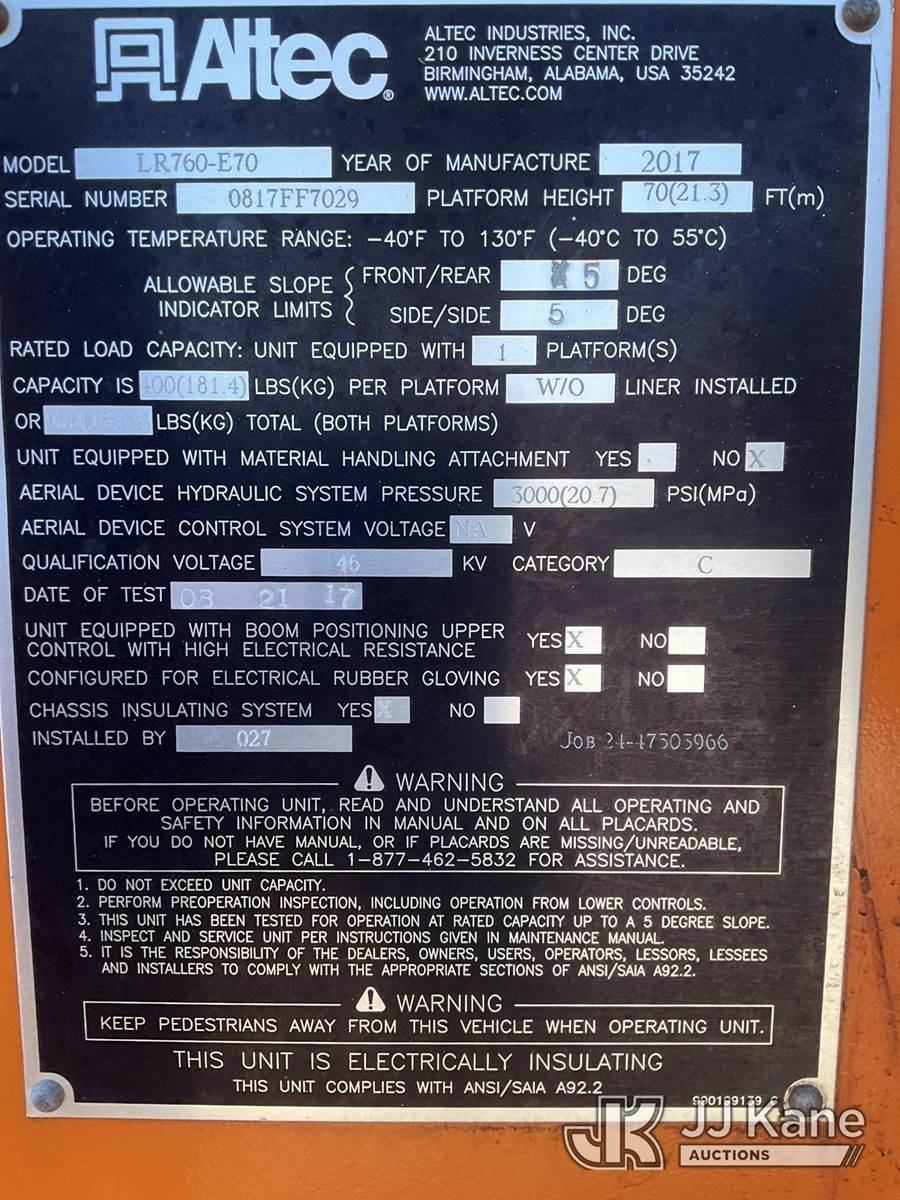 Altec®
ALTEC INDUSTRIES, INC.
210 INVERNESS CENTER DRIVE
BIRMINGHAM, ALABAMA, USA 35242
WWW.ALTEC.COM
MODEL LR760-E70 YEAR OF MANUFACTURE 2017
SERIAL NUMBER 0817FF7029 PLATFORM HEIGHT 70(21.3) FT(m)
OPERATING TEMPERATURE RANGE: -40°F TO 130°F (-40°C TO 55°C)
ALLOWABLE SLOPE INDICATOR LIMITS { FRONT/REAR 5 DEG
SIDE/SIDE 5 DEG
RATED LOAD CAPACITY: UNIT EQUIPPED WITH 1 PLATFORM(S)
CAPACITY IS 400(181.4) LBS(KG) PER PLATFORM W/O LINER INSTALLED
OR LBS(KG) TOTAL (BOTH PLATFORMS)
UNIT EQUIPPED WITH MATERIAL HANDLING ATTACHMENT YES NO X
AERIAL DEVICE HYDRAULIC SYSTEM PRESSURE 3000(20.7) PSI(MPa)
AERIAL DEVICE CONTROL SYSTEM VOLTAGE NA V
QUALIFICATION VOLTAGE 46 KV CATEGORY C
DATE OF TEST 08 21 17
UNIT EQUIPPED WITH BOOM POSITIONING UPPER
CONTROL WITH HIGH ELECTRICAL RESISTANCE YES X NO
CONFIGURED FOR ELECTRICAL RUBBER GLOVING YES X NO
CHASSIS INSULATING SYSTEM YES X NO
INSTALLED BY 027
JOB 24-47303966
⚠ WARNING
BEFORE OPERATING UNIT, READ AND UNDERSTAND ALL OPERATING AND
SAFETY INFORMATION IN MANUAL AND ON ALL PLACARDS.
IF YOU DO NOT HAVE MANUAL, OR IF PLACARDS ARE MISSING/UNREADABLE,
PLEASE CALL 1-877-462-5832 FOR ASSISTANCE.
1. DO NOT EXCEED UNIT CAPACITY.
2. PERFORM PREOPERATION INSPECTION, INCLUDING OPERATION FROM LOWER CONTROLS.
3. THIS UNIT HAS BEEN TESTED FOR OPERATION AT RATED CAPACITY UP TO A 5 DEGREE SLOPE.
4. INSPECT AND SERVICE UNIT PER INSTRUCTIONS GIVEN IN MAINTENANCE MANUAL.
5. IT IS THE RESPONSIBILITY OF THE DEALERS, OWNERS, USERS, OPERATORS, LESSORS, LESSEES
AND INSTALLERS TO COMPLY WITH THE APPROPRIATE SECTIONS OF ANSI/SAIA A92.2.
⚠ WARNING
KEEP PEDESTRIANS AWAY FROM THIS VEHICLE WHEN OPERATING UNIT.
THIS UNIT IS ELECTRICALLY INSULATING
THIS UNIT COMPLIES WITH ANSI/SAIA A92.2
JK JJ Kane
AUCTIONS